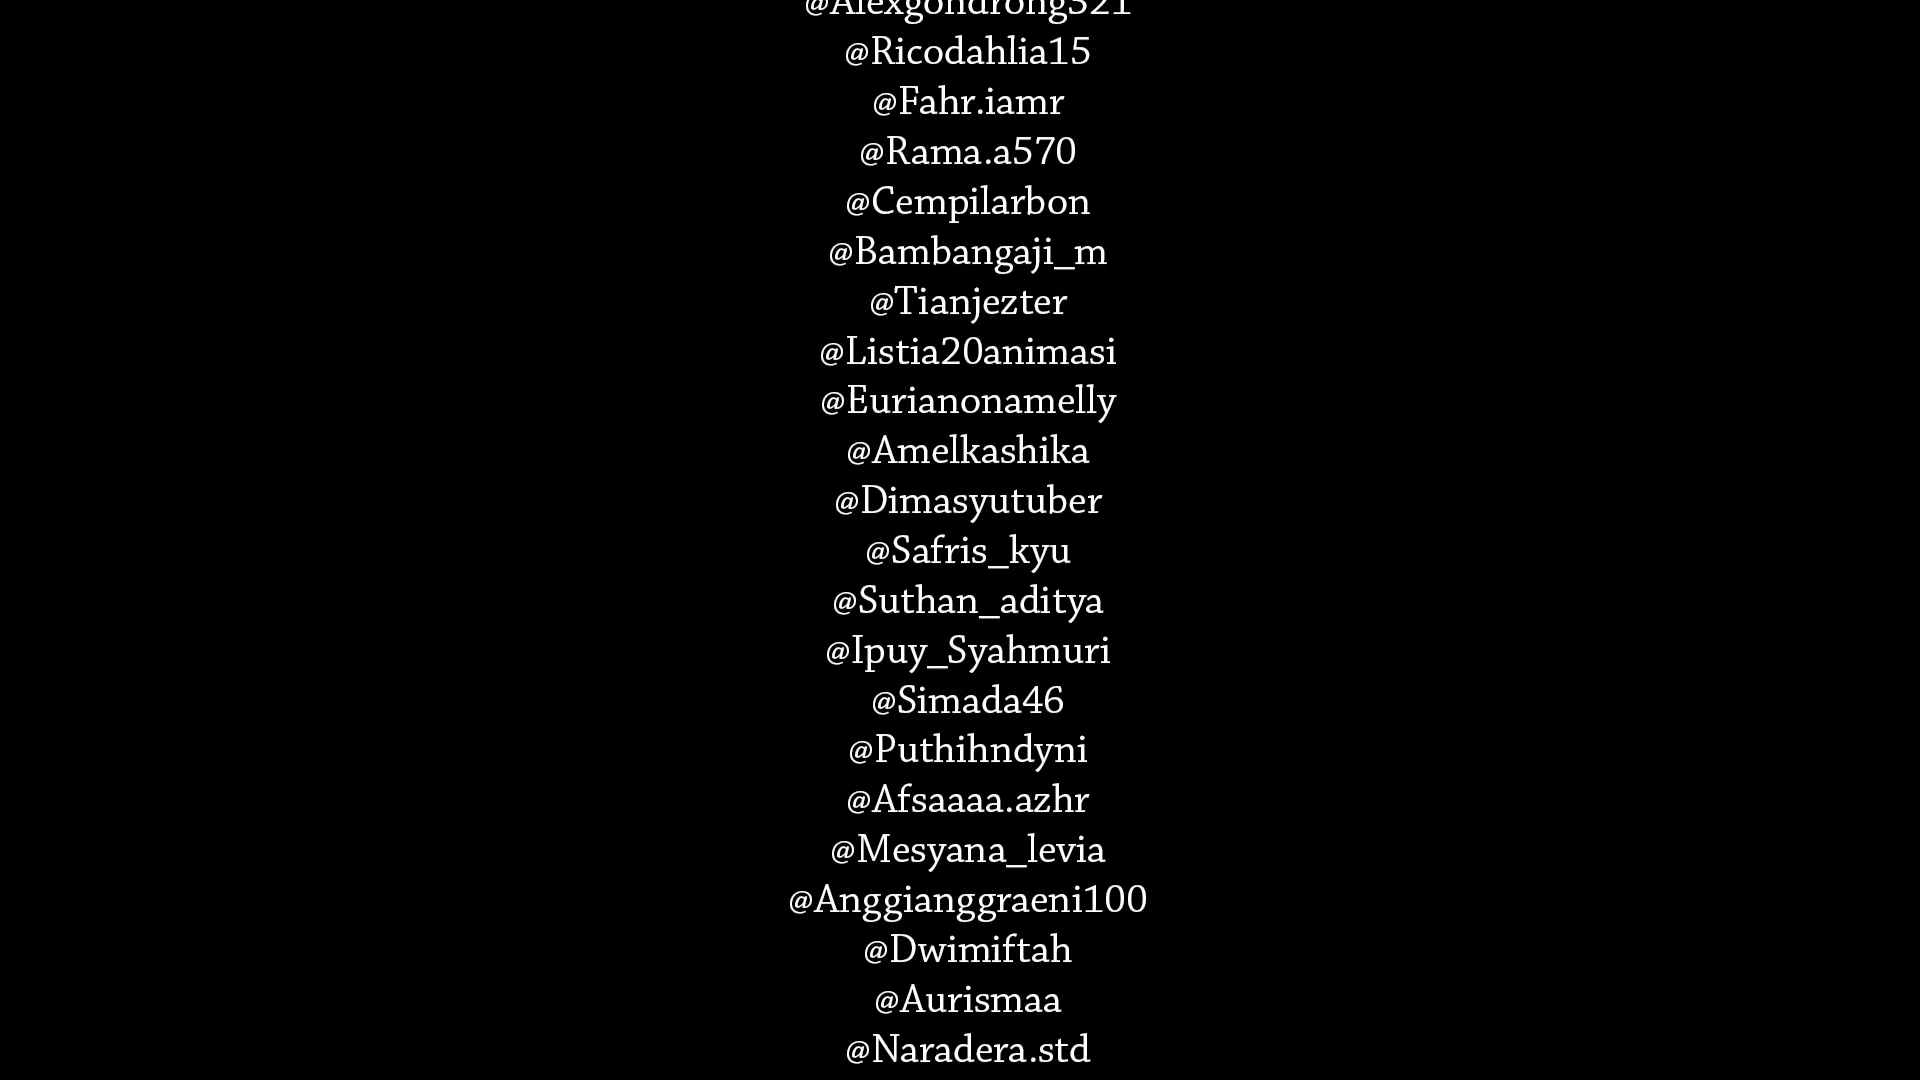 @Alexgondrong321
@Ricodahlia15
@Fahr.iamr
@Rama.a570
@Cempilarbon
@Bambangaji_m
@Tianjezter
@Listia20animasi
@Eurianonamelly
@Amelkashika
@Dimasyutuber
@Safris_kyu
@Suthan_aditya
@Ipuy_Syahmuri
@Simada46
@Puthihndyni
@Afsaaaa.azhr
@Mesyana_levia
@Anggianggraeni100
@Dwimiftah
@Aurismaa
@Naradera.std